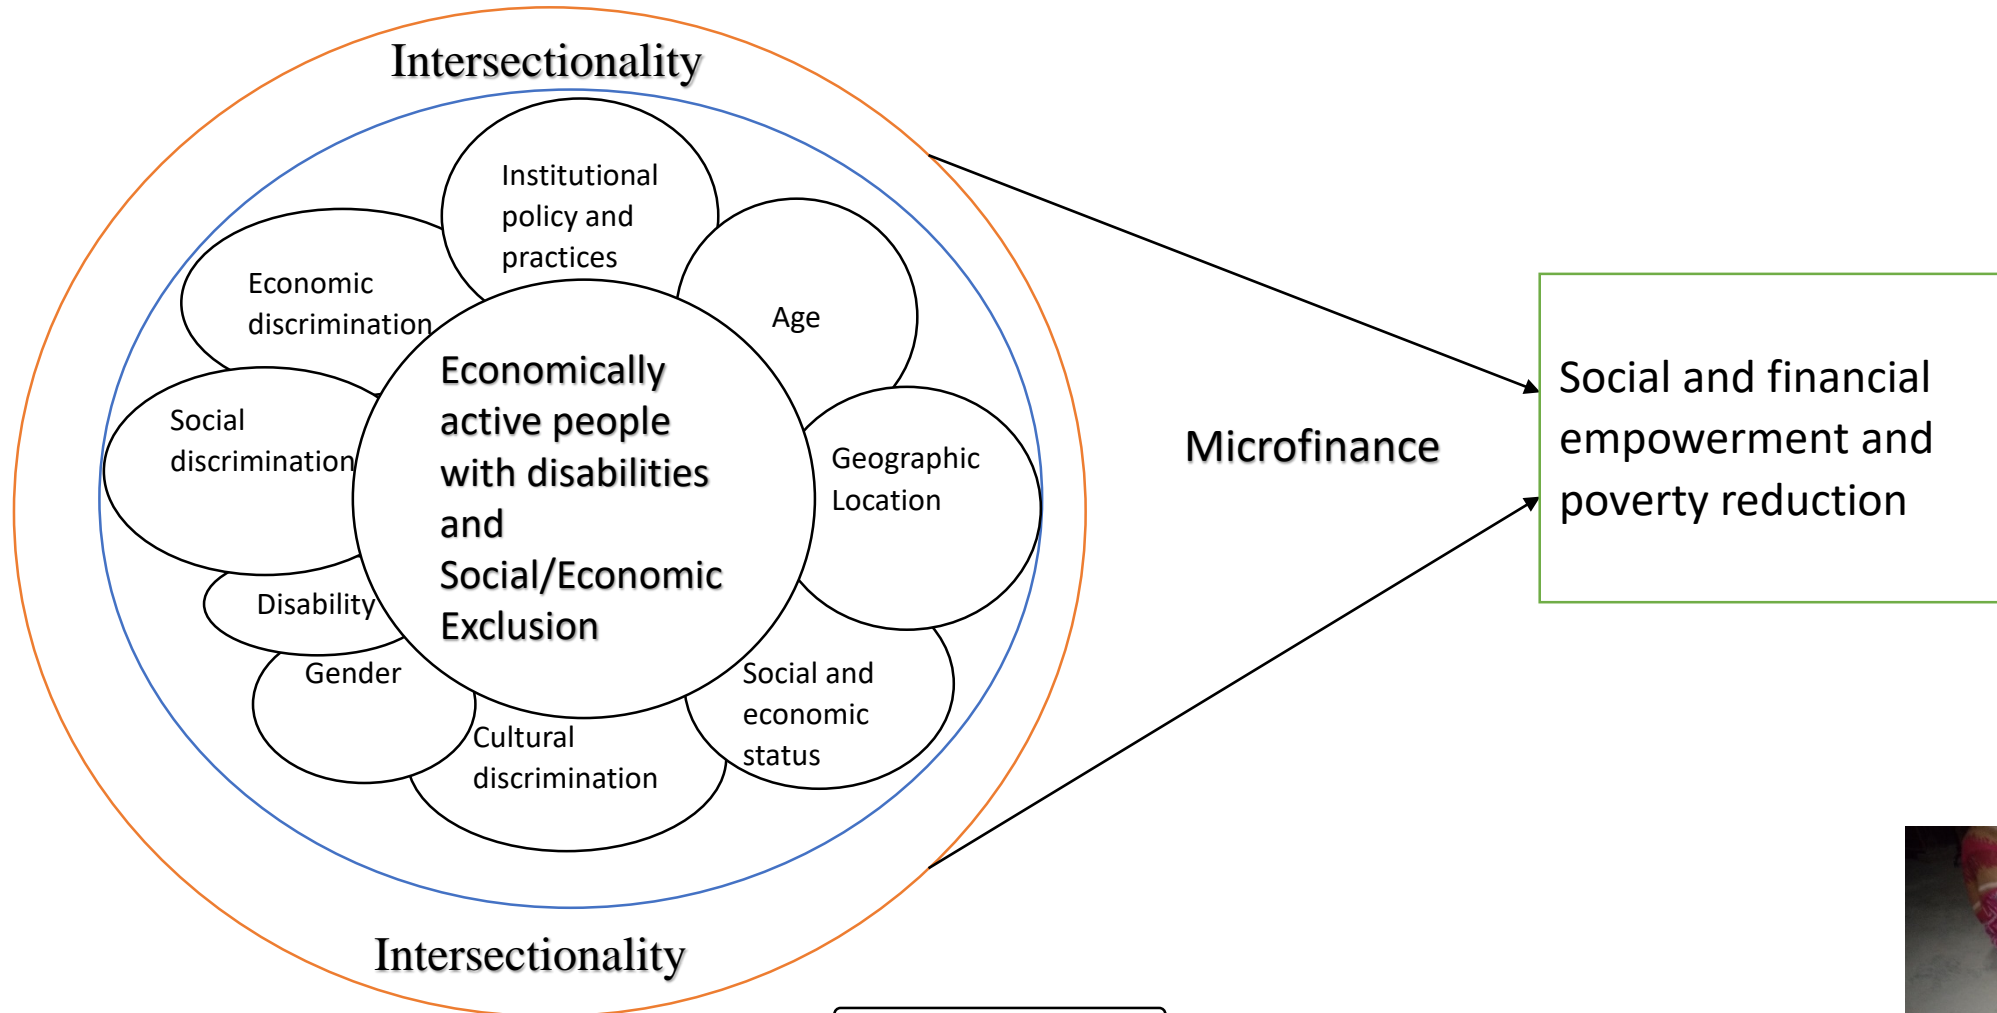 Intersectionality
Institutional
policy and
practices
Economic
discrimination
Age
Economically
active people
with disabilities
and
Social/Economic
Exclusion
Social
discrimination
Geographic
Location
Microfinance
Social and financial
empowerment and
poverty reduction
Disability
Gender
Social and
economic
status
Cultural
discrimination
Intersectionality